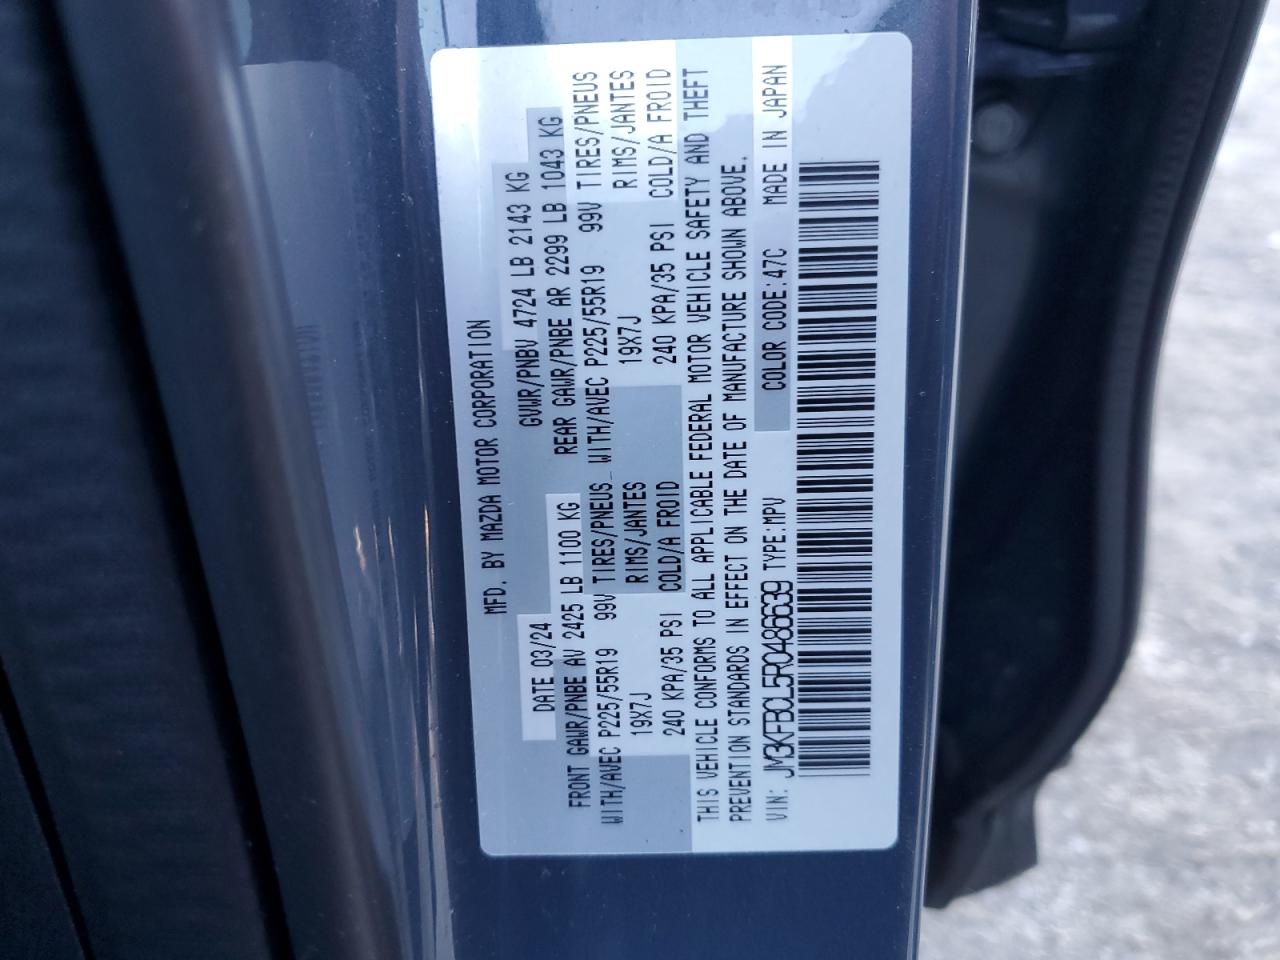 MFD. BY MAZDA MOTOR CORPORATION
DATE 03/24 GVWR/PNBV 4724 LB 2143 KG
FRONT GAWR/PNBE AV 2425 LB 1100 KG REAR GAWR/PNBE AR 2299 LB 1043 KG
WITH/AVEC P225/55R19 99V TIRES/PNEUS WITH/AVEC P225/55R19 99V TIRES/PNEUS
19X7J RIMS/JANTES 19X7J RIMS/JANTES
240 KPA/35 PSI COLD/A FROID 240 KPA/35 PSI COLD/A FROID
THIS VEHICLE CONFORMS TO ALL APPLICABLE FEDERAL MOTOR VEHICLE SAFETY AND THEFT
PREVENTION STANDARDS IN EFFECT ON THE DATE OF MANUFACTURE SHOWN ABOVE.
VIN: JM3KFBCL5R0486639 TYPE:MPV COLOR CODE:47C MADE IN JAPAN